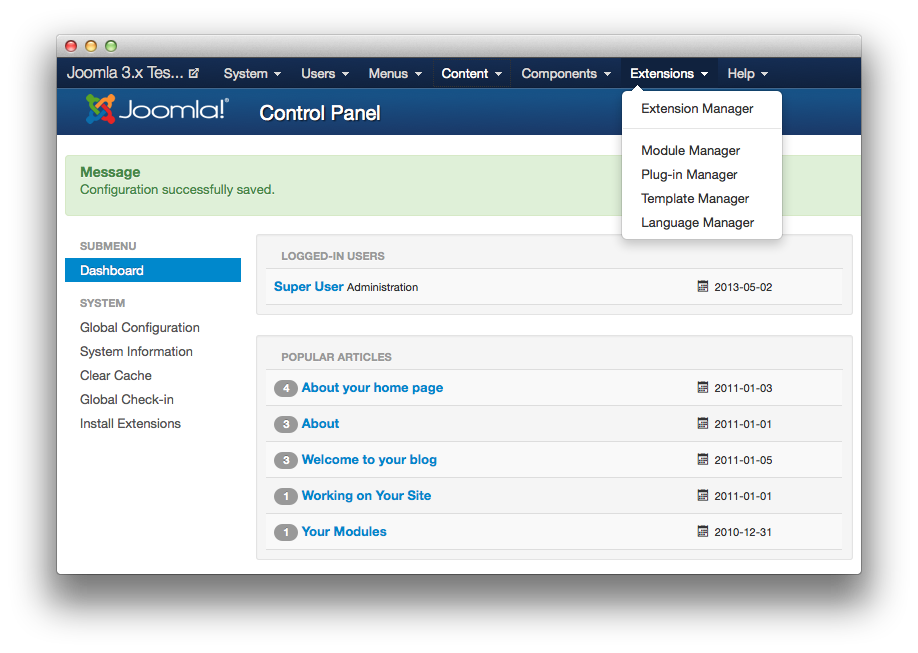 Joomla 3.x Tes... System Users Menus Content Components Extensions Help
Joomla!® Control Panel
Extension Manager
Module Manager
Plug-in Manager
Template Manager
Language Manager
Message
Configuration successfully saved.
SUBMENU
Dashboard
SYSTEM
Global Configuration
System Information
Clear Cache
Global Check-in
Install Extensions
LOGGED-IN USERS
Super User Administration 2013-05-02
POPULAR ARTICLES
4 About your home page 2011-01-03
3 About 2011-01-01
3 Welcome to your blog 2011-01-05
1 Working on Your Site 2011-01-01
1 Your Modules 2010-12-31